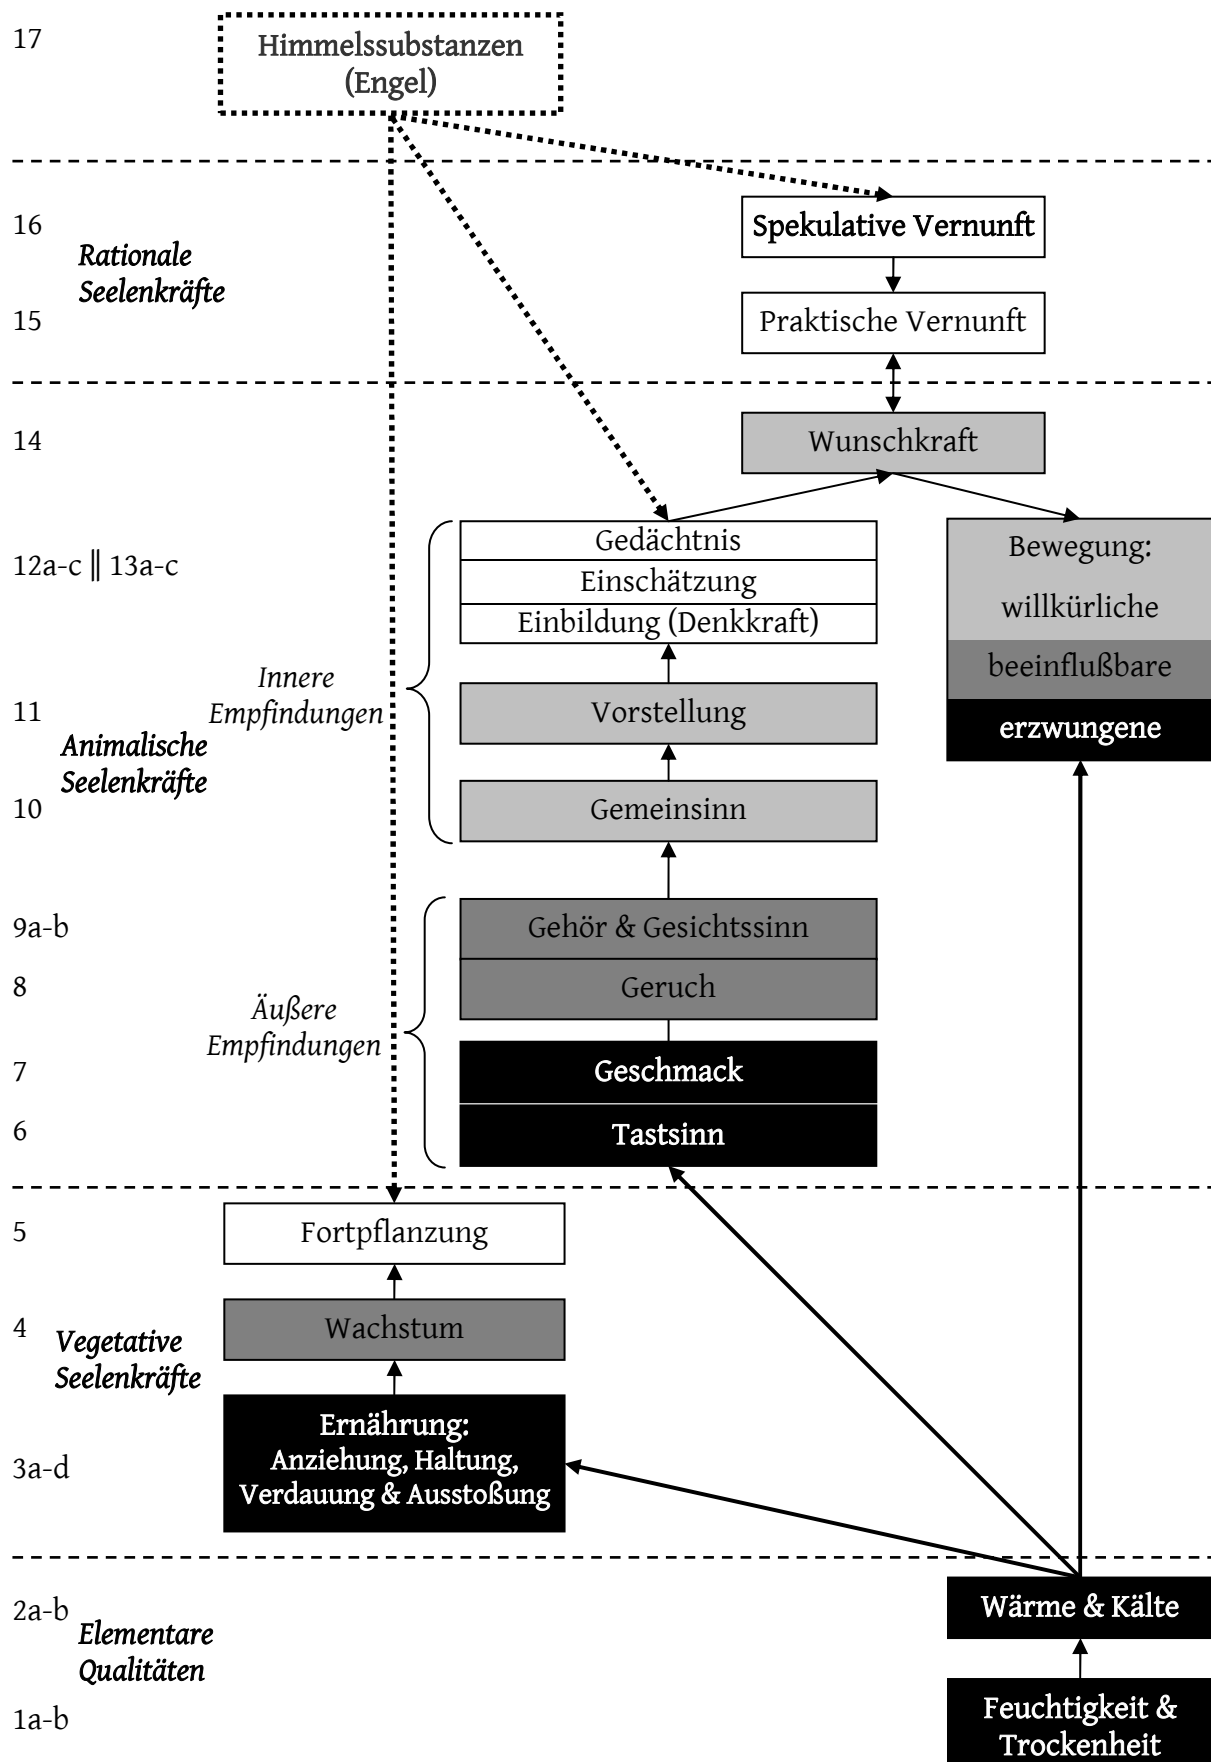 17
Himmelssubstanzen
(Engel)
16
Spekulative Vernunft
Rationale
Seelenkräfte
15
Praktische Vernunft
14
Wunschkraft
12a-c || 13a-c
Gedächtnis
Einschätzung
Einbildung (Denkkraft)
Bewegung:
willkürliche
beeinflußbare
erzwungene
Innere
Empfindungen
11
Vorstellung
Animalische
Seelenkräfte
10
Gemeinsinn
9a-b
Gehör & Gesichtssinn
8
Geruch
Äußere
Empfindungen
7
Geschmack
6
Tastsinn
5
Fortpflanzung
4
Wachstum
Vegetative
Seelenkräfte
3a-d
Ernährung:
Anziehung, Haltung,
Verdauung & Ausstoßung
2a-b
Wärme & Kälte
Elementare
Qualitäten
1a-b
Feuchtigkeit &
Trockenheit